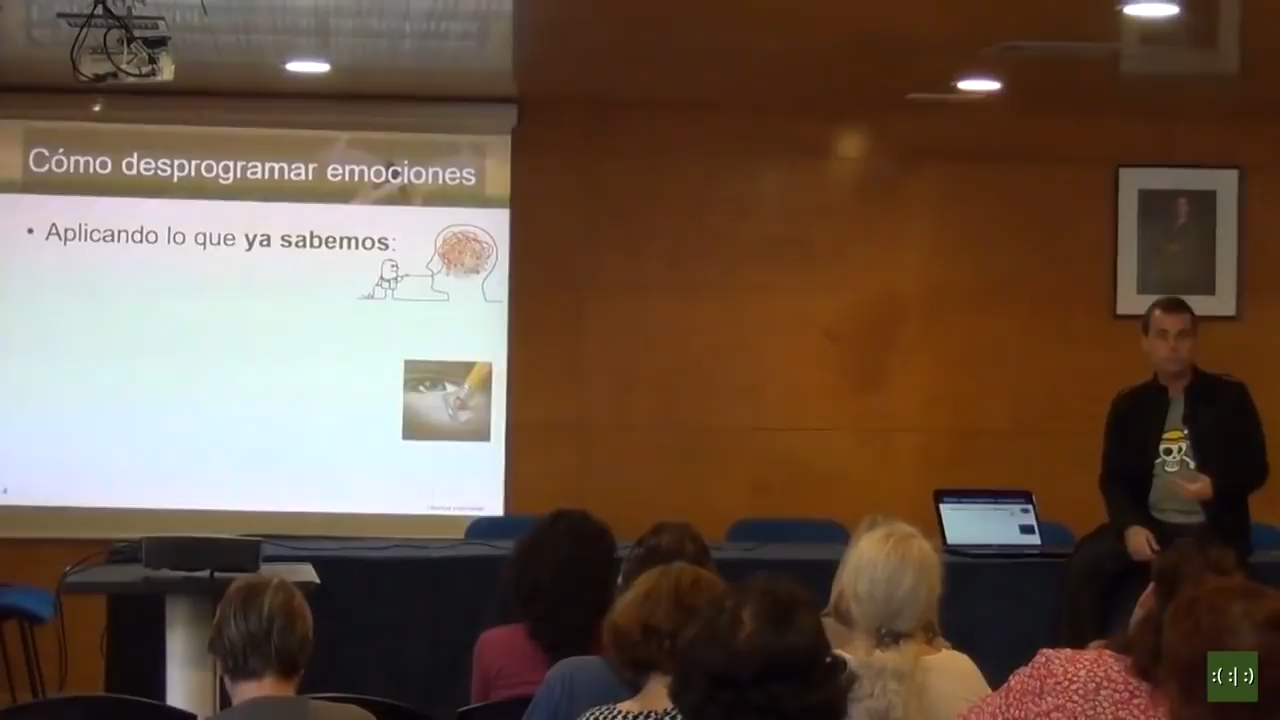 Cómo desprogramar emociones
• Aplicando lo que ya sabemos:
:( :| :)